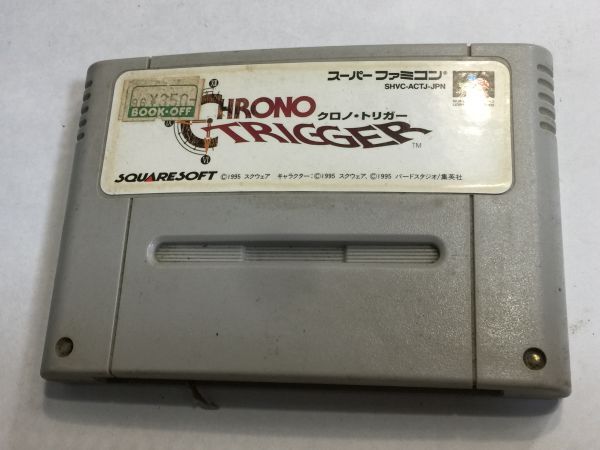 スーパーファミコン
SHVC-ACTJ-JPN
¥350
BOOK・OFF
CHRONO
クロノ・トリガー
TRIGGER™
SQUARESOFT
©1995 スクウェア キャラクター:©1995 スクウェア, ©1995 バードスタジオ/集英社